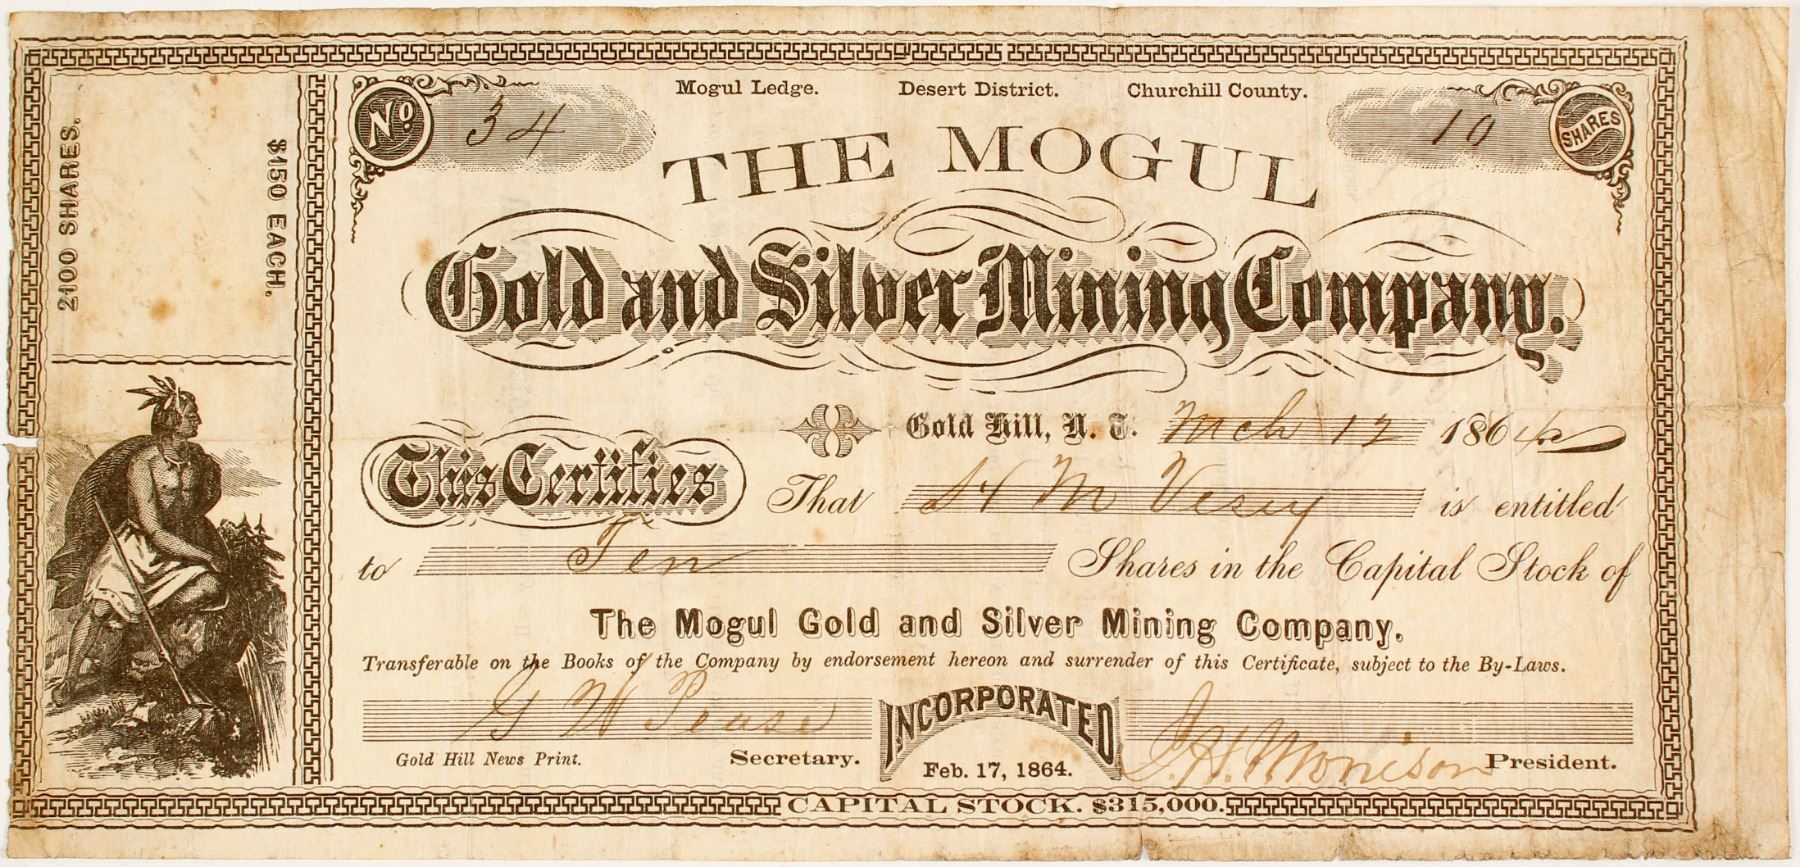 Mogul Ledge. Desert District. Churchill County.
No. 34
10 SHARES
THE MOGUL
Gold and Silver Mining Company.
2100 SHARES.
$150 EACH.
Gold Hill, N. T. Mch 12 1864
This Certifies That H M Vesey is entitled
to Ten Shares in the Capital Stock of
The Mogul Gold and Silver Mining Company.
Transferable on the Books of the Company by endorsement hereon and surrender of this Certificate, subject to the By-Laws.
G W Pease
Gold Hill News Print. Secretary.
INCORPORATED
Feb. 17, 1864.
J. H. Morrison President.
CAPITAL STOCK. $315,000.